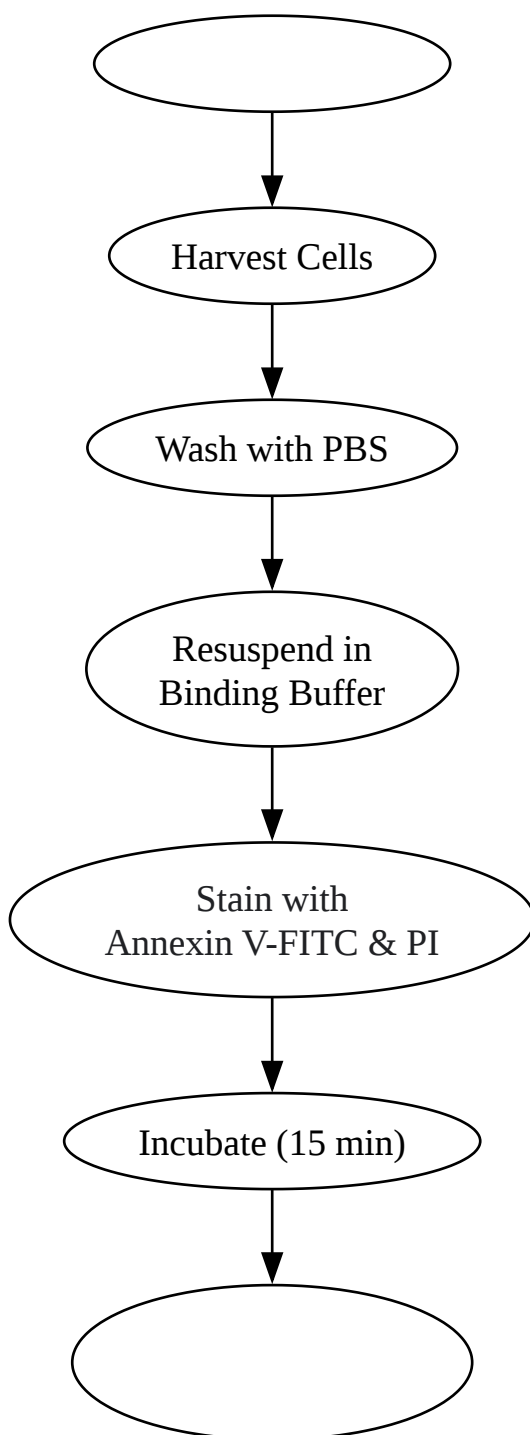 Harvest Cells
Wash with PBS
Resuspend in
Binding Buffer
Stain with
Annexin V-FITC & PI
Incubate (15 min)